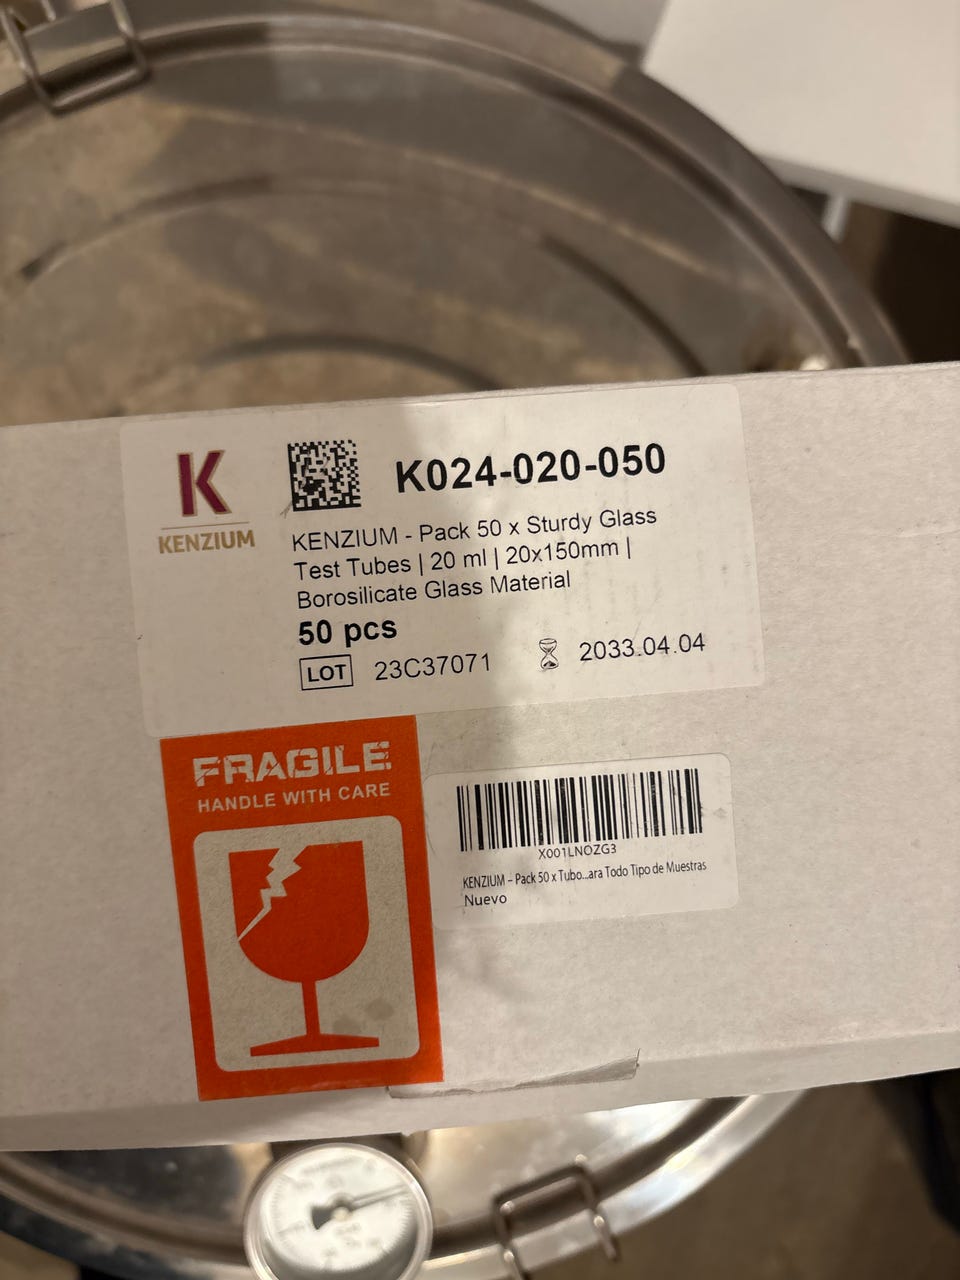 K
KENZIUM
K024-020-050
KENZIUM - Pack 50 x Sturdy Glass
Test Tubes | 20 ml | 20x150mm |
Borosilicate Glass Material
50 pcs
LOT 23C37071 2033.04.04
FRAGILE
HANDLE WITH CARE
X001LNOZG3
KENZIUM – Pack 50 x Tubo...ara Todo Tipo de Muestras
Nuevo